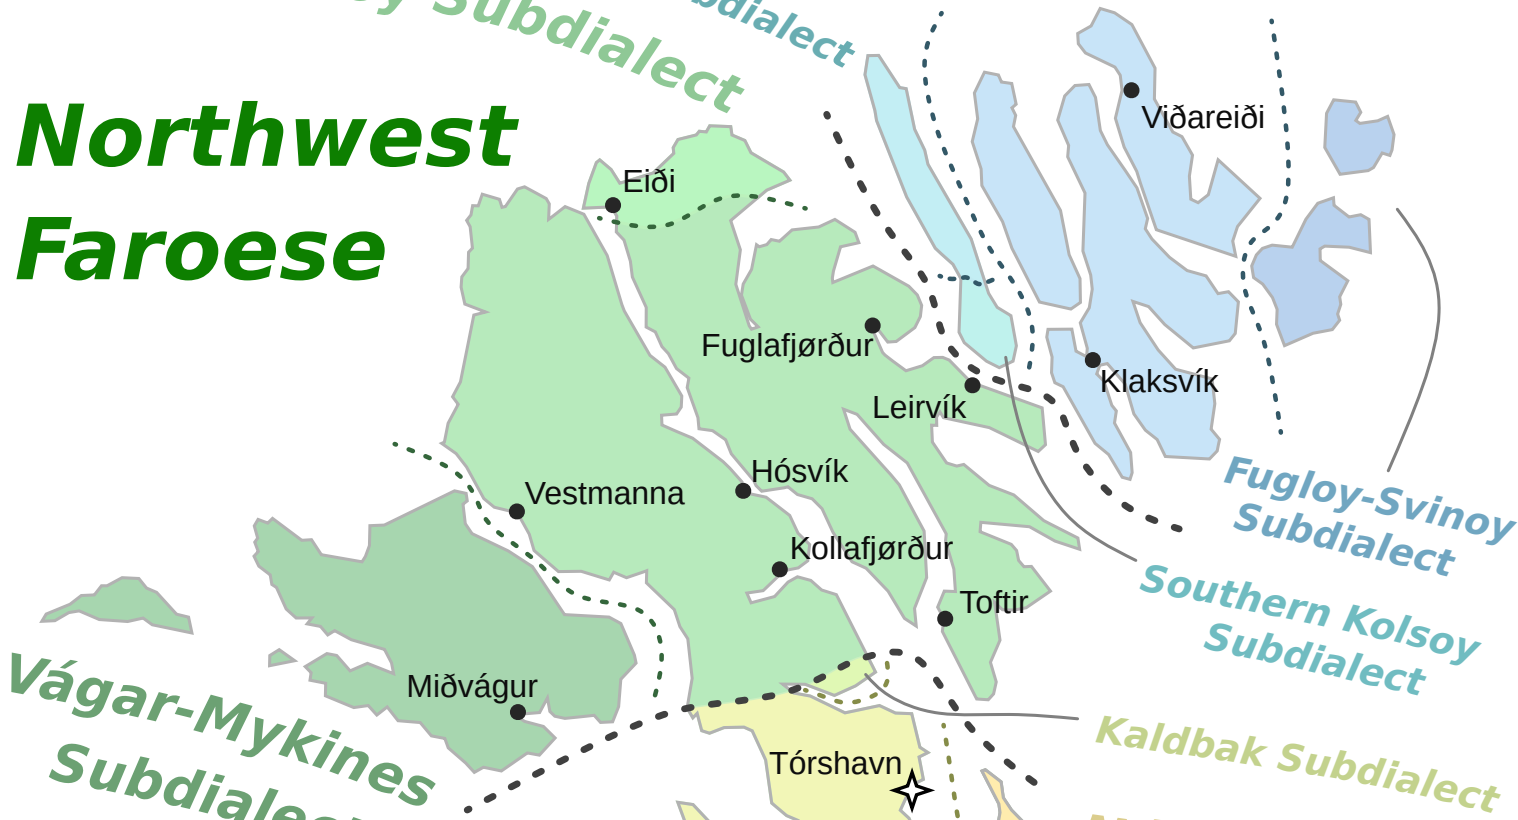 Subdialect
Northwest
Faroese
Viðareiði
Eiði
Fuglafjørður
Klaksvík
Leirvík
Hósvík
Vestmanna
Fugloy-Svinoy
Subdialect
Kollafjørður
Southern Kolsoy
Subdialect
Toftir
Miðvágur
Vágar-Mykines
Subdialect
Kaldbak Subdialect
Tórshavn